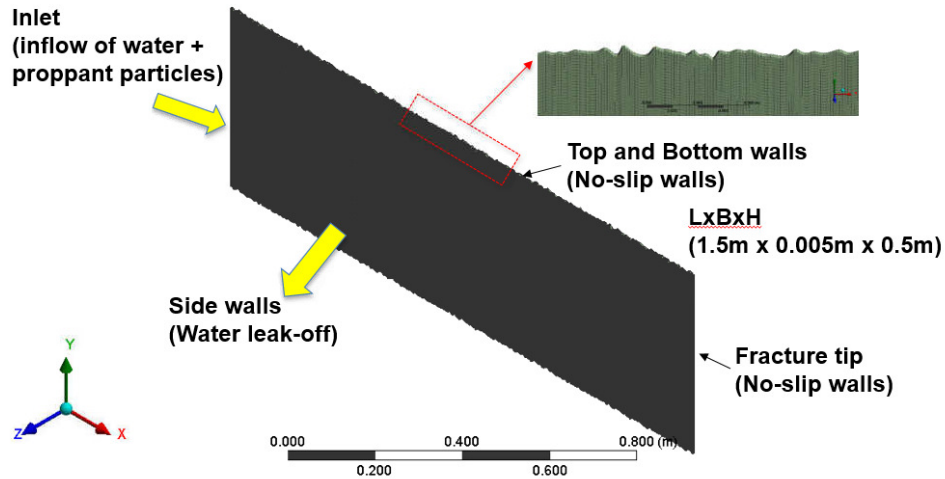 Inlet
(inflow of water +
proppant particles)
Top and Bottom walls
(No-slip walls)
LxBxH
(1.5m x 0.005m x 0.5m)
Side walls
(Water leak-off)
Fracture tip
(No-slip walls)
Y
Z
X
0.000
0.400
0.800 (m)
0.200
0.600